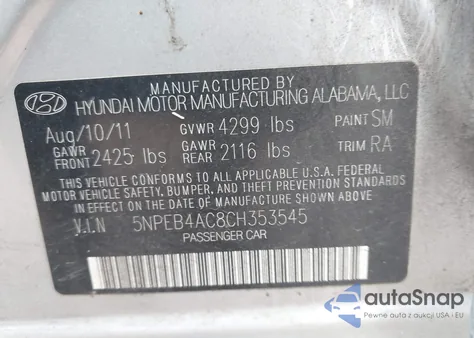 MANUFACTURED BY
HYUNDAI MOTOR MANUFACTURING ALABAMA, LLC
Aug/10/11 GVWR 4299 lbs PAINT SM
GAWR FRONT 2425 lbs GAWR REAR 2116 lbs TRIM RA
THIS VEHICLE CONFORMS TO ALL APPLICABLE U.S.A. FEDERAL
MOTOR VEHICLE SAFETY, BUMPER, AND THEFT PREVENTION STANDARDS
IN EFFECT ON THE DATE OF MANUFACTURE SHOWN ABOVE.
V.I.N 5NPEB4AC8CH353545
PASSENGER CAR
autoSnap
Pewne auta z aukcji USA i EU